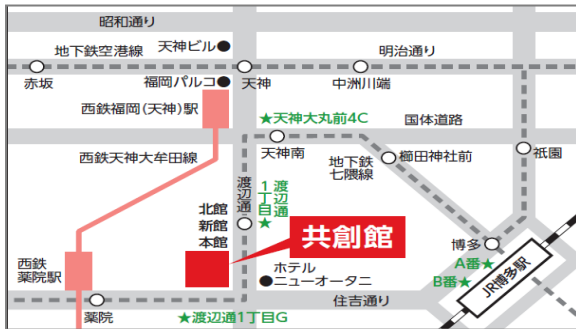 昭和通り
地下鉄空港線
天神ビル
明治通り
赤坂
福岡パルコ
天神
中洲川端
西鉄福岡(天神)駅
★天神大丸前4C
国体道路
西鉄天神大牟田線
天神南
地下鉄
七隈線
櫛田神社前
祇園
渡辺通
渡辺通
1丁目
★
北館
新館
本館
共創館
博多
A番★
B番★
JR博多駅
西鉄
薬院駅
ホテル
ニューオータニ
住吉通り
薬院
★渡辺通1丁目G